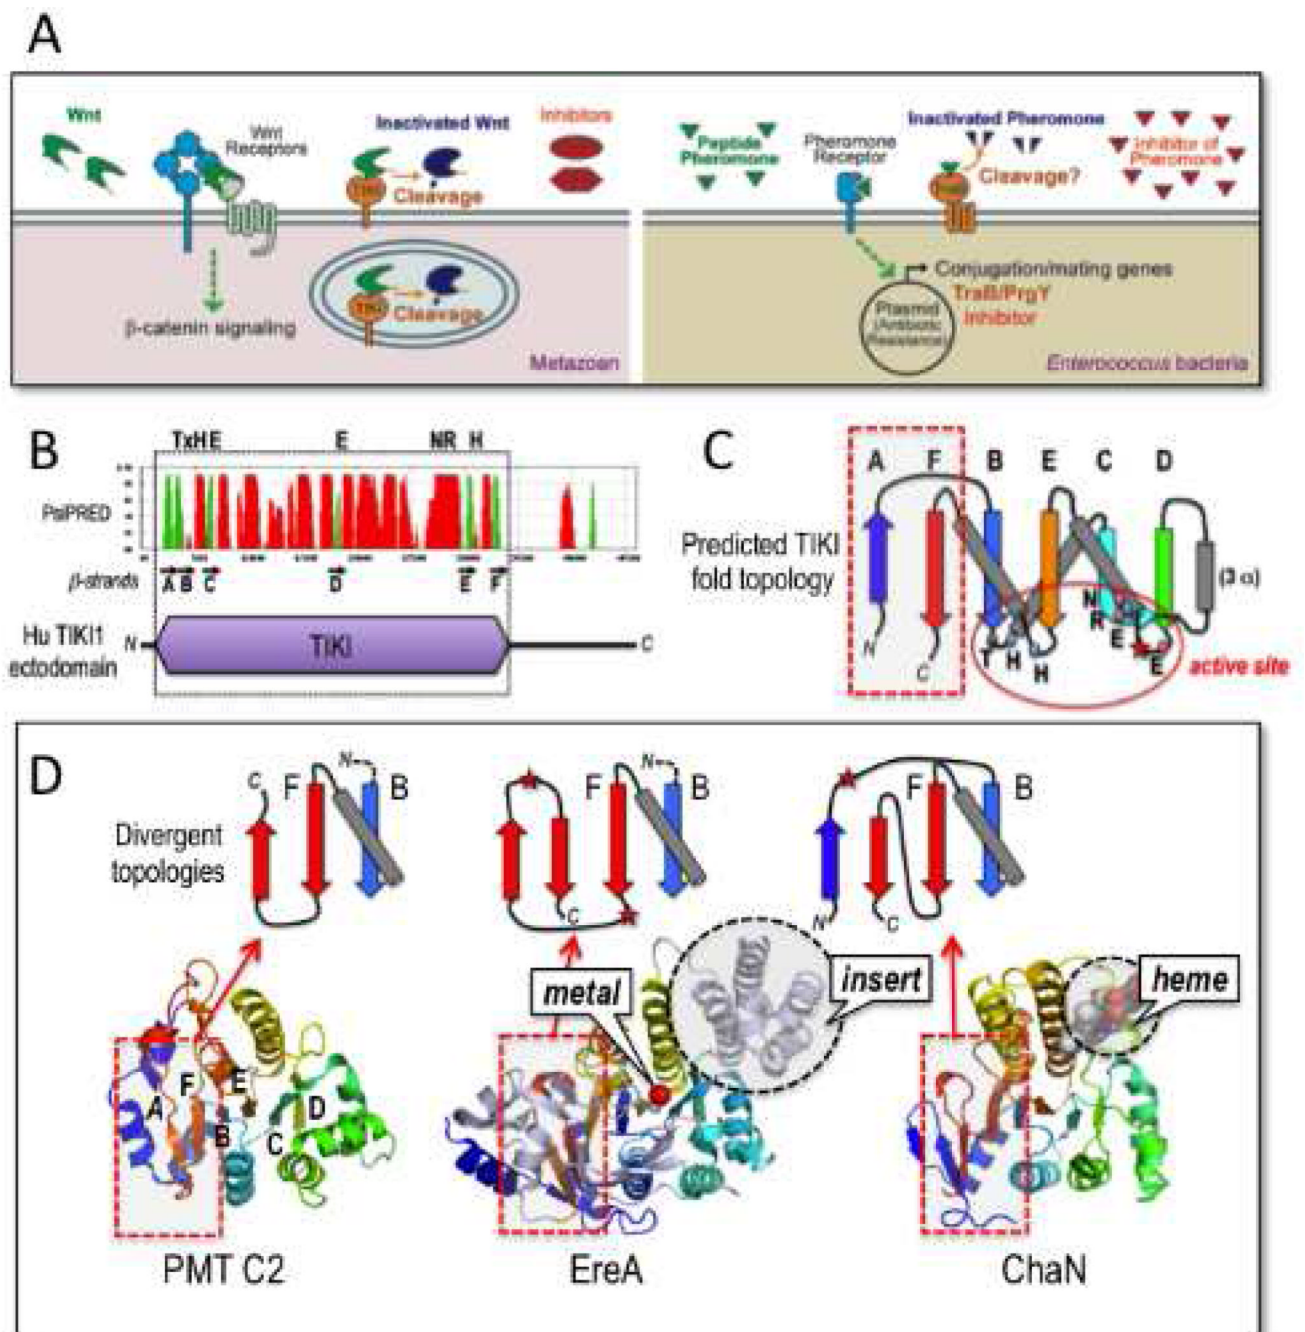 A
Wnt
Wnt
Receptors
Inactivated Wnt
Inhibitors
TIKI
Cleavage
TIKI
Cleavage
β-catenin signaling
Metazoan
Peptide
Pheromone
Pheromone
Receptor
Inactivated Pheromone
Cleavage?
Inhibitor of
Pheromone
Conjugation/mating genes
TraB/PrgY
Inhibitor
Plasmid
(Antibiotic
Resistance)
Enterococcus bacteria
B
TxHE E NR H
PsiPRED
β-strands A B C D E F
Hu TIKI1
ectodomain
N TIKI C
C
A F B E C D
Predicted TIKI
fold topology
(3 α)
N
R
E
T H H E
N
C
active site
D
Divergent
topologies
C F N B
F N B C
F B N C
metal
insert
heme
A F E B C D
PMT C2
EreA
ChaN